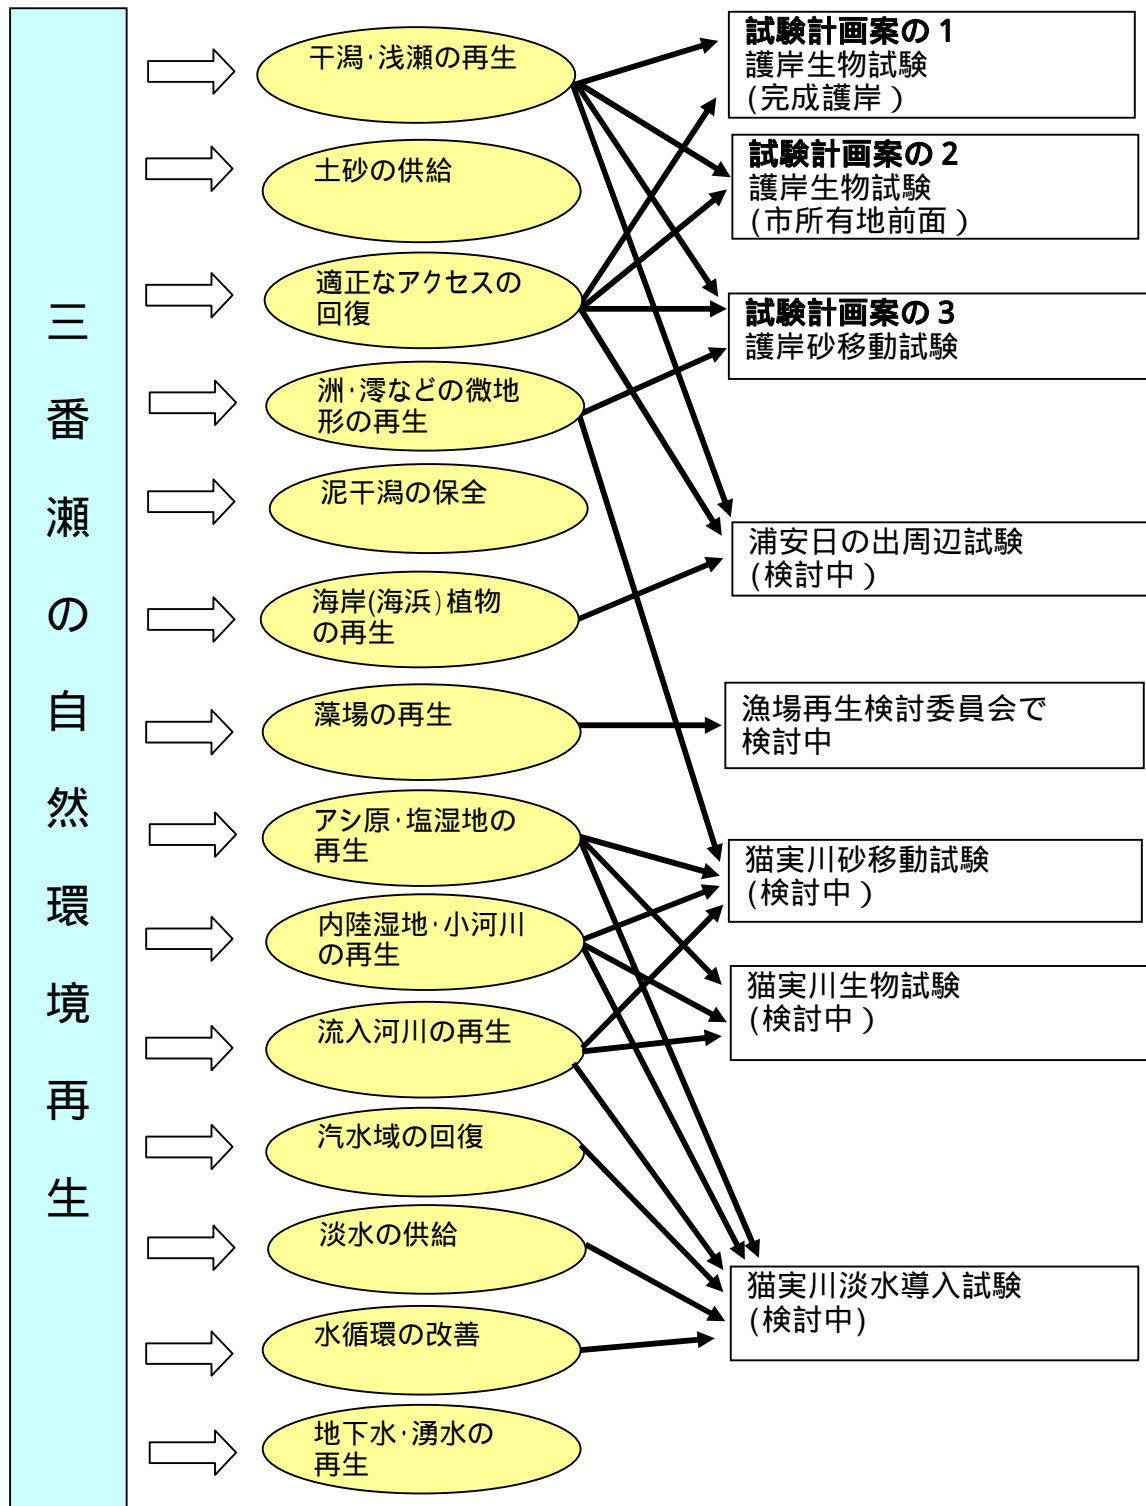 三番瀬の自然環境再生
干潟・浅瀬の再生
土砂の供給
適正なアクセスの
回復
洲・澪などの微地
形の再生
泥干潟の保全
海岸(海浜)植物
の再生
藻場の再生
アシ原・塩湿地の
再生
内陸湿地・小河川
の再生
流入河川の再生
汽水域の回復
淡水の供給
水循環の改善
地下水・湧水の
再生
試験計画案の1
護岸生物試験
(完成護岸)
試験計画案の2
護岸生物試験
(市所有地前面)
試験計画案の3
護岸砂移動試験
浦安日の出周辺試験
(検討中)
漁場再生検討委員会で
検討中
猫実川砂移動試験
(検討中)
猫実川生物試験
(検討中)
猫実川淡水導入試験
(検討中)